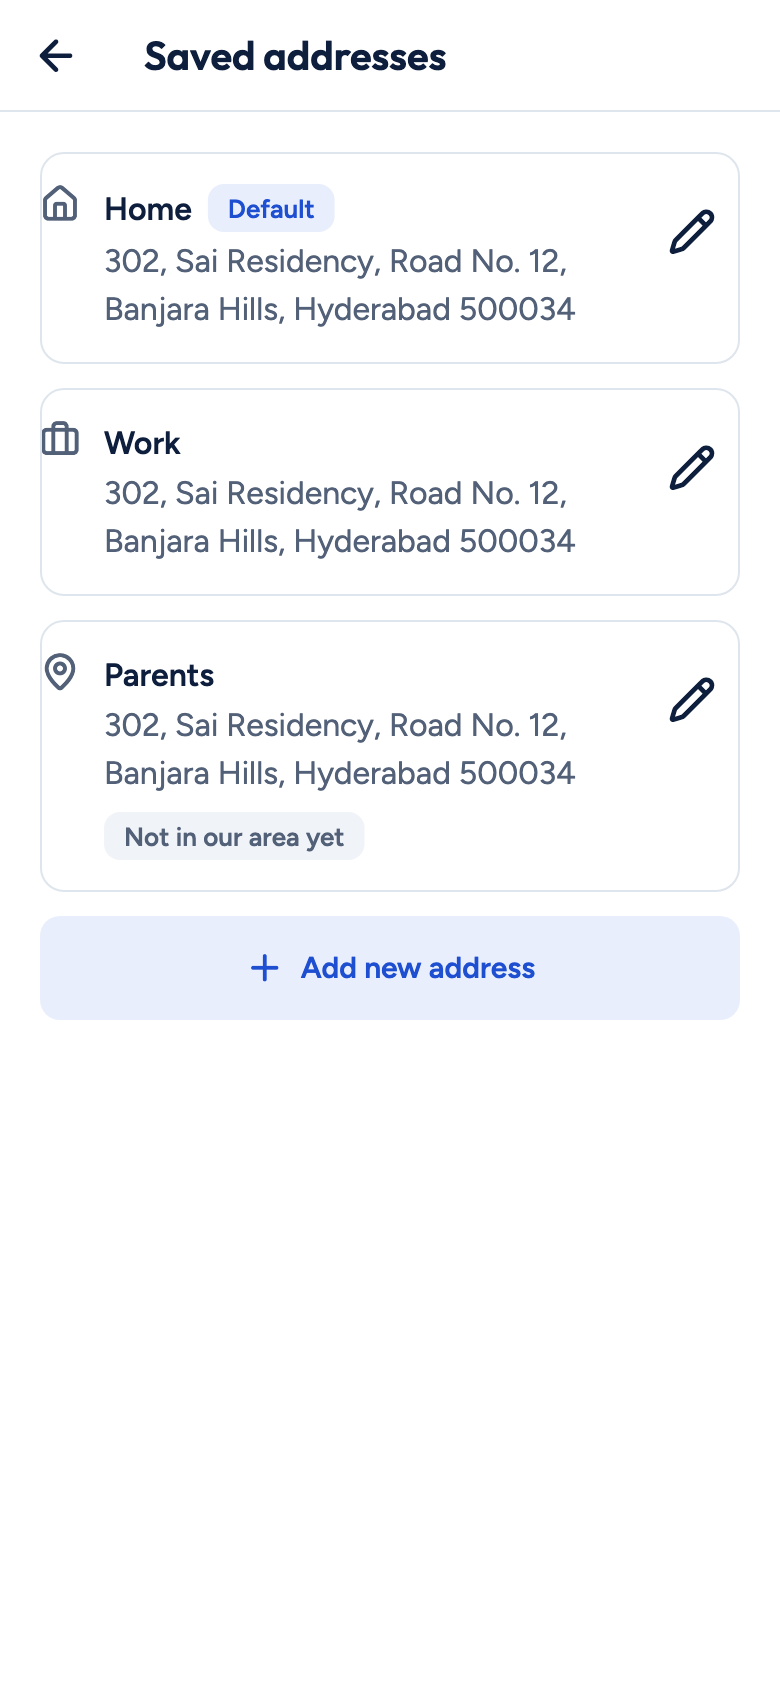 Saved addresses
Home Default
302, Sai Residency, Road No. 12,
Banjara Hills, Hyderabad 500034
Work
302, Sai Residency, Road No. 12,
Banjara Hills, Hyderabad 500034
Parents
302, Sai Residency, Road No. 12,
Banjara Hills, Hyderabad 500034
Not in our area yet
Add new address